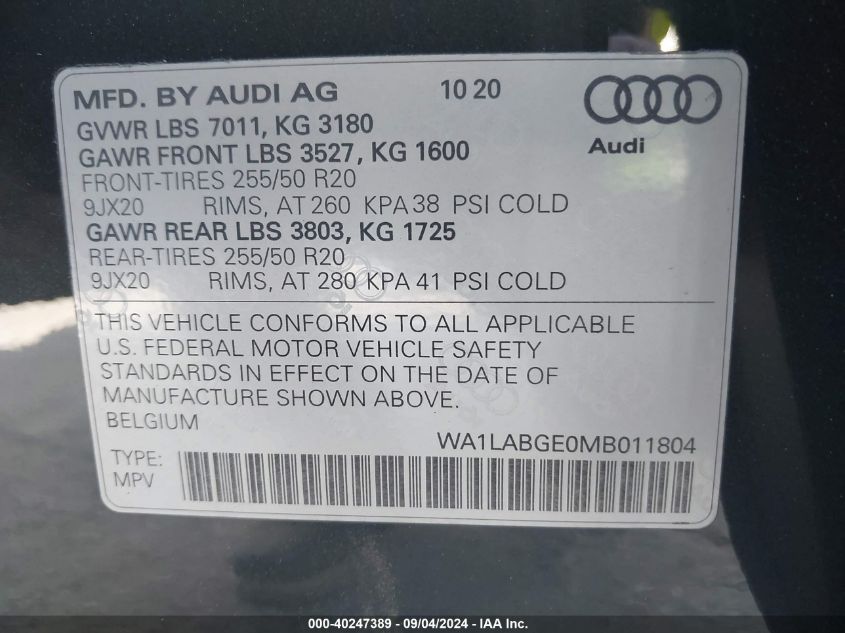 MFD. BY AUDI AG 10 20
GVWR LBS 7011, KG 3180
GAWR FRONT LBS 3527, KG 1600
Audi
FRONT-TIRES 255/50 R20
9JX20 RIMS, AT 260 KPA 38 PSI COLD
GAWR REAR LBS 3803, KG 1725
REAR-TIRES 255/50 R20
9JX20 RIMS, AT 280 KPA 41 PSI COLD
THIS VEHICLE CONFORMS TO ALL APPLICABLE
U.S. FEDERAL MOTOR VEHICLE SAFETY
STANDARDS IN EFFECT ON THE DATE OF
MANUFACTURE SHOWN ABOVE.
BELGIUM
WA1LABGE0MB011804
TYPE:
MPV
000-40247389 - 09/04/2024 - IAA Inc.